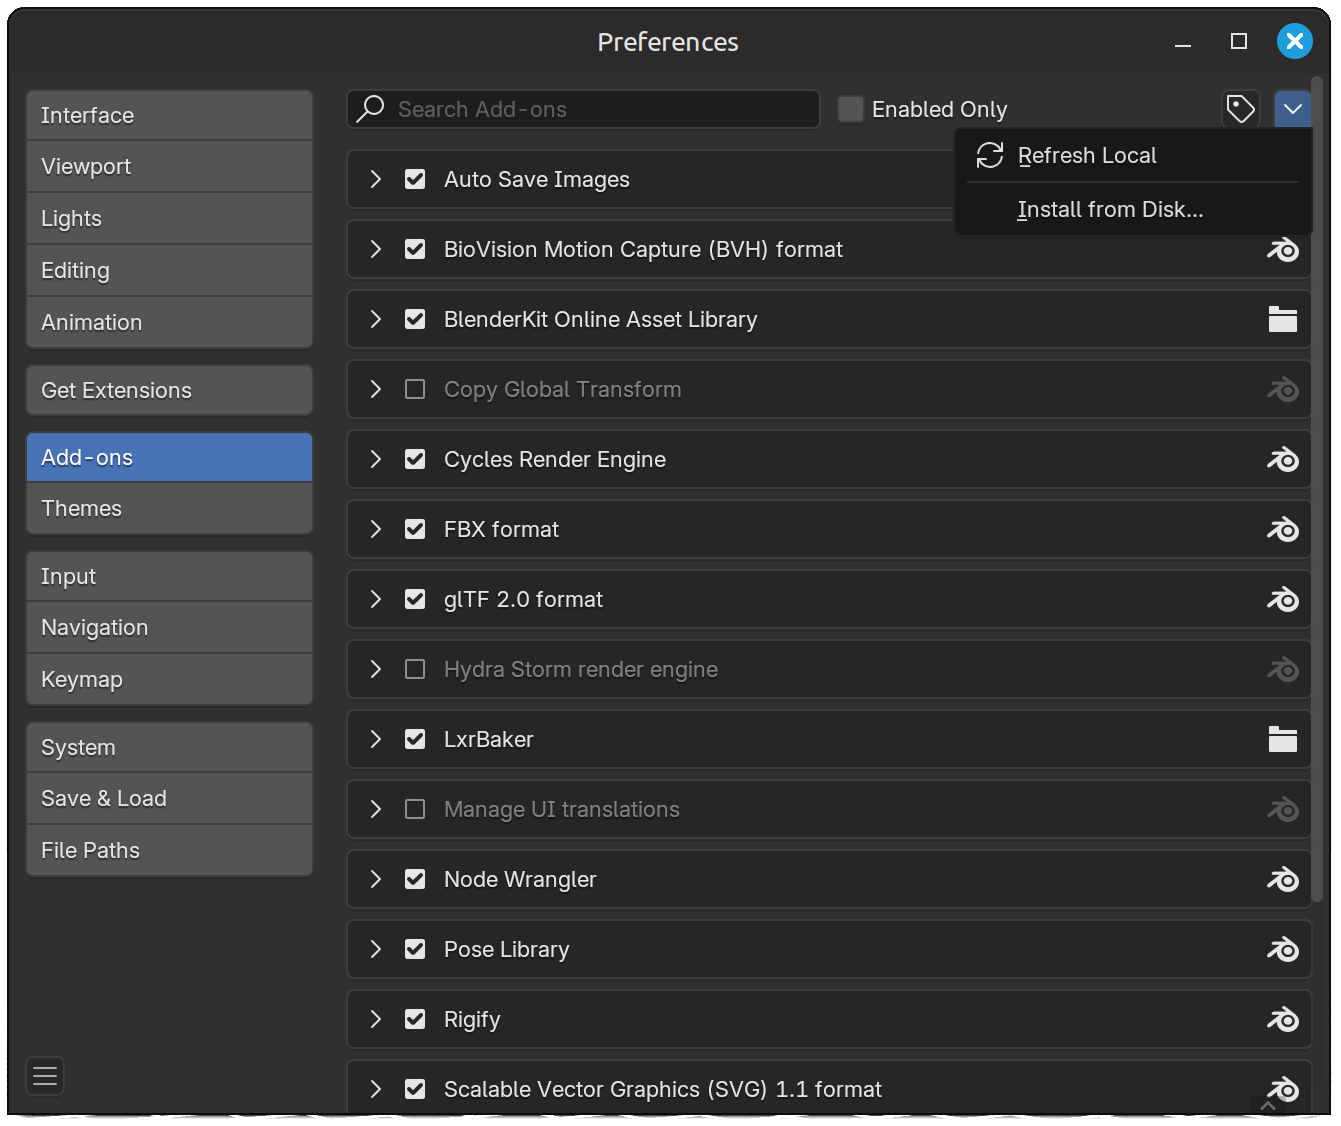 Preferences
Interface
Viewport
Lights
Editing
Animation
Get Extensions
Add-ons
Themes
Input
Navigation
Keymap
System
Save & Load
File Paths
Search Add-ons
Enabled Only
Refresh Local
Install from Disk...
Auto Save Images
BioVision Motion Capture (BVH) format
BlenderKit Online Asset Library
Copy Global Transform
Cycles Render Engine
FBX format
glTF 2.0 format
Hydra Storm render engine
LxrBaker
Manage UI translations
Node Wrangler
Pose Library
Rigify
Scalable Vector Graphics (SVG) 1.1 format